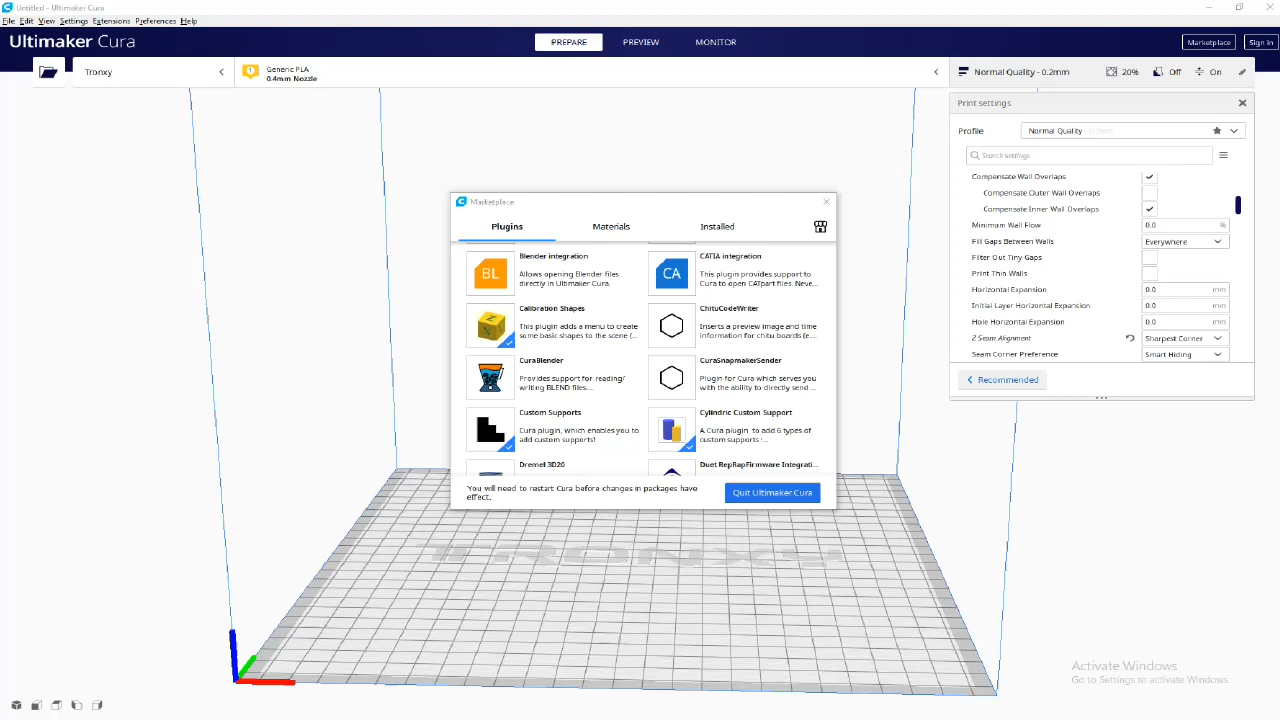 Untitled - Ultimaker Cura
File Edit View Settings Extensions Preferences Help
Ultimaker Cura
PREPARE
PREVIEW
MONITOR
Marketplace
Sign in
Tronxy
Generic PLA
0.4mm Nozzle
Normal Quality - 0.2mm
20%
Off
On
Print settings
Profile
Normal Quality 0.2mm
Search settings
Compensate Wall Overlaps
Compensate Outer Wall Overlaps
Compensate Inner Wall Overlaps
Minimum Wall Flow 0.0 %
Fill Gaps Between Walls Everywhere
Filter Out Tiny Gaps
Print Thin Walls
Horizontal Expansion 0.0 mm
Initial Layer Horizontal Expansion 0.0 mm
Hole Horizontal Expansion 0.0 mm
Z Seam Alignment Sharpest Corner
Seam Corner Preference Smart Hiding
Recommended
Marketplace
Plugins
Materials
Installed
BL
Blender integration
Allows opening Blender files
directly in Ultimaker Cura.
CA
CATIA integration
This plugin provides support to
Cura to open CATpart files. Neve...
Calibration Shapes
This plugin adds a menu to create
some basic shapes to the scene (...
ChituCodeWriter
Inserts a preview image and time
information for chitu boards (e...
CuraBlender
Provides support for reading/
writing BLEND files...
CuraSnapmakerSender
Plugin for Cura which serves you
with the ability to directly send ...
Custom Supports
Cura plugin, which enables you to
add custom supports!
Cylindric Custom Support
A Cura plugin to add 6 types of
custom supports :...
Dremel 3D20
Duet RepRapFirmware Integrati...
You will need to restart Cura before changes in packages have
effect.
Quit Ultimaker Cura
TRONXY
Activate Windows
Go to Settings to activate Windows.